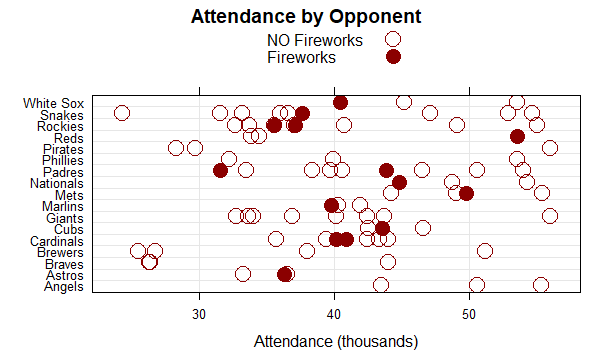 Attendance by Opponent
NO Fireworks
Fireworks
White Sox
Snakes
Rockies
Reds
Pirates
Phillies
Padres
Nationals
Mets
Marlins
Giants
Cubs
Cardinals
Brewers
Braves
Astros
Angels
30 40 50
Attendance (thousands)